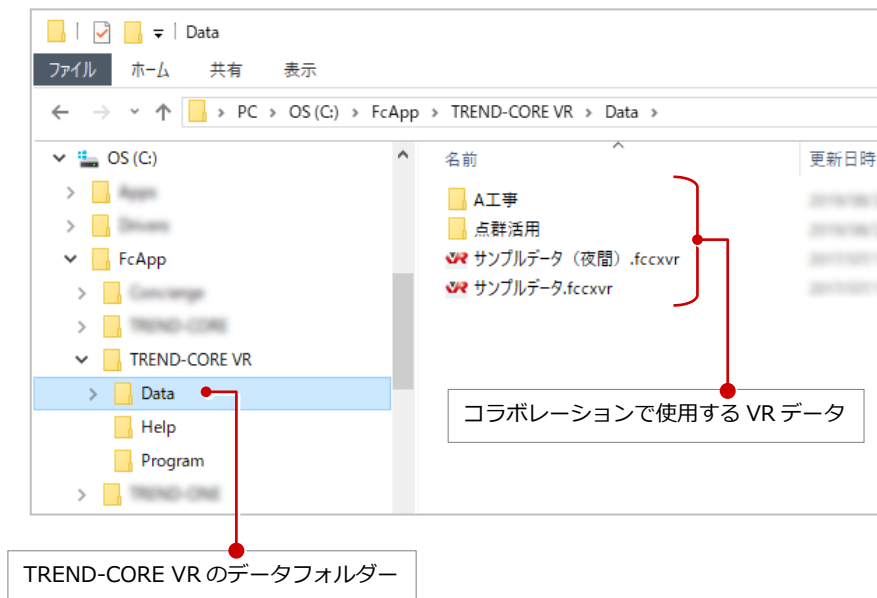 Data
ファイル ホーム 共有 表示
PC > OS (C:) > FcApp > TREND-CORE VR > Data >
OS (C:)
FcApp
TREND-CORE VR
Data
Help
Program
名前 更新日時
A工事
点群活用
VR サンプルデータ（夜間）.fccxvr
VR サンプルデータ.fccxvr
コラボレーションで使用する VR データ
TREND-CORE VR のデータフォルダー